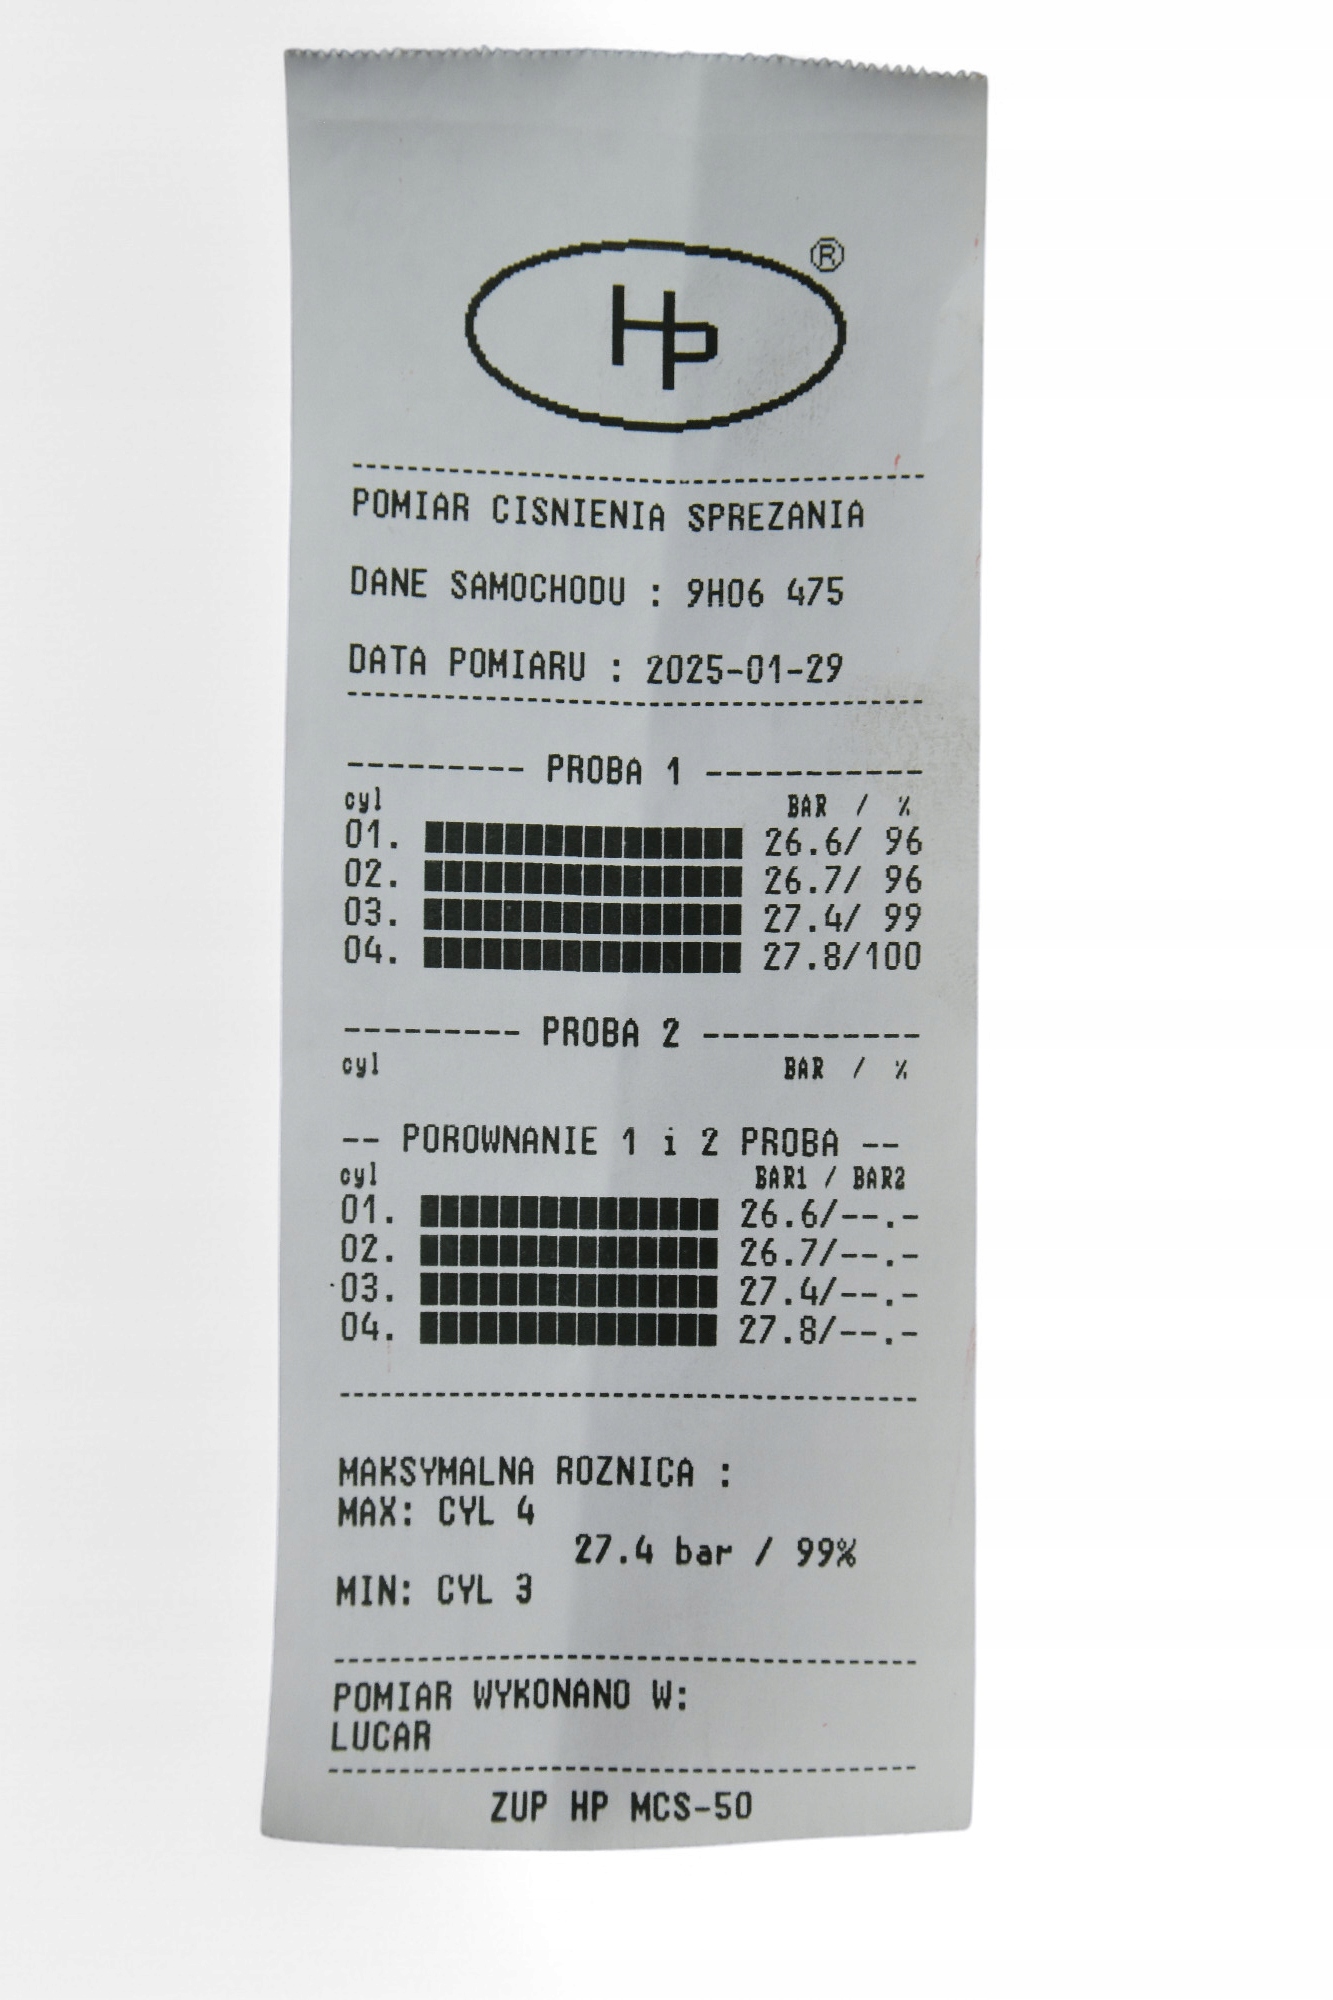 HP ®
POMIAR CISNIENIA SPREZANIA
DANE SAMOCHODU : 9H06 475
DATA POMIARU : 2025-01-29
--------- PROBA 1 -----------
cyl BAR / %
01. 26.6/ 96
02. 26.7/ 96
03. 27.4/ 99
04. 27.8/100
--------- PROBA 2 -----------
cyl BAR / %
-- POROWNANIE 1 i 2 PROBA --
cyl BAR1 / BAR2
01. 26.6/--.-
02. 26.7/--.-
03. 27.4/--.-
04. 27.8/--.-
MAKSYMALNA ROZNICA :
MAX: CYL 4
27.4 bar / 99%
MIN: CYL 3
POMIAR WYKONANO W:
LUCAR
ZUP HP MCS-50